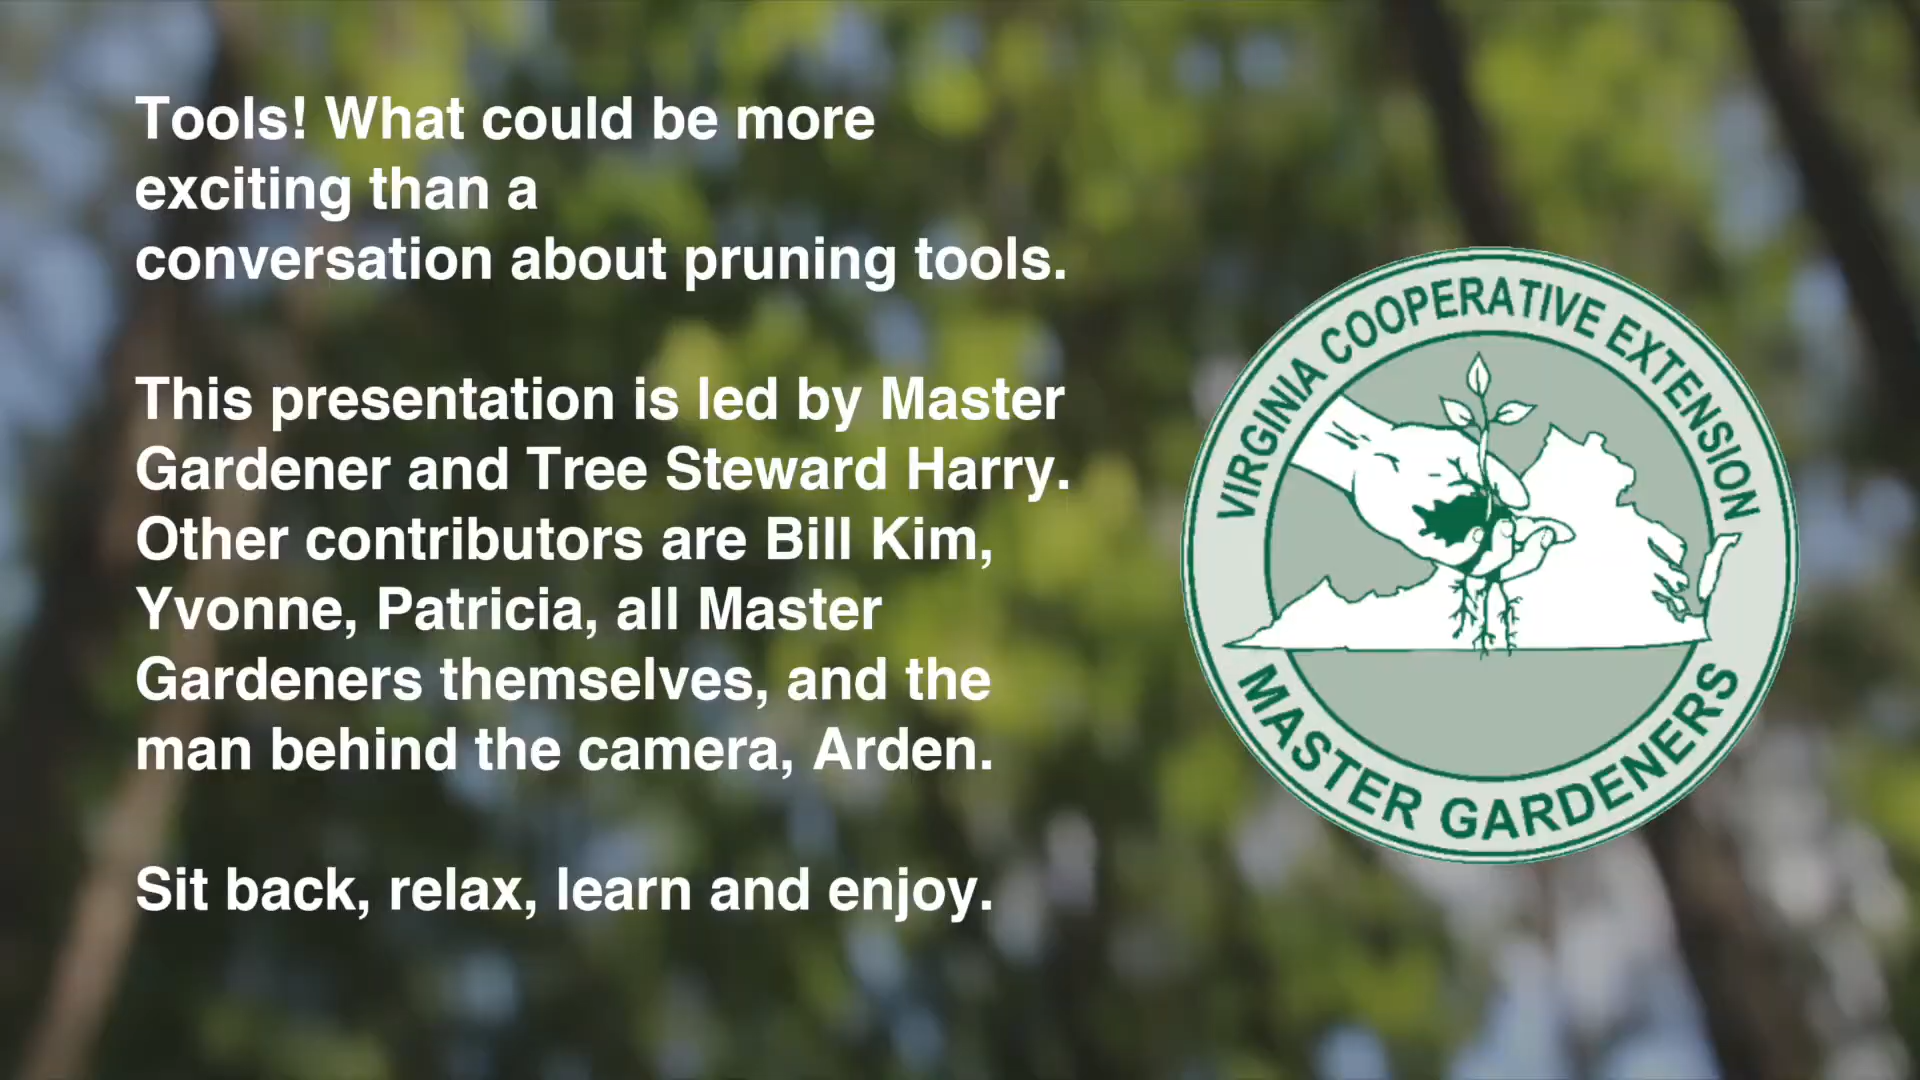 Tools! What could be more
exciting than a
conversation about pruning tools.
This presentation is led by Master
Gardener and Tree Steward Harry.
Other contributors are Bill Kim,
Yvonne, Patricia, all Master
Gardeners themselves, and the
man behind the camera, Arden.
Sit back, relax, learn and enjoy.
VIRGINIA COOPERATIVE EXTENSION
MASTER GARDENERS